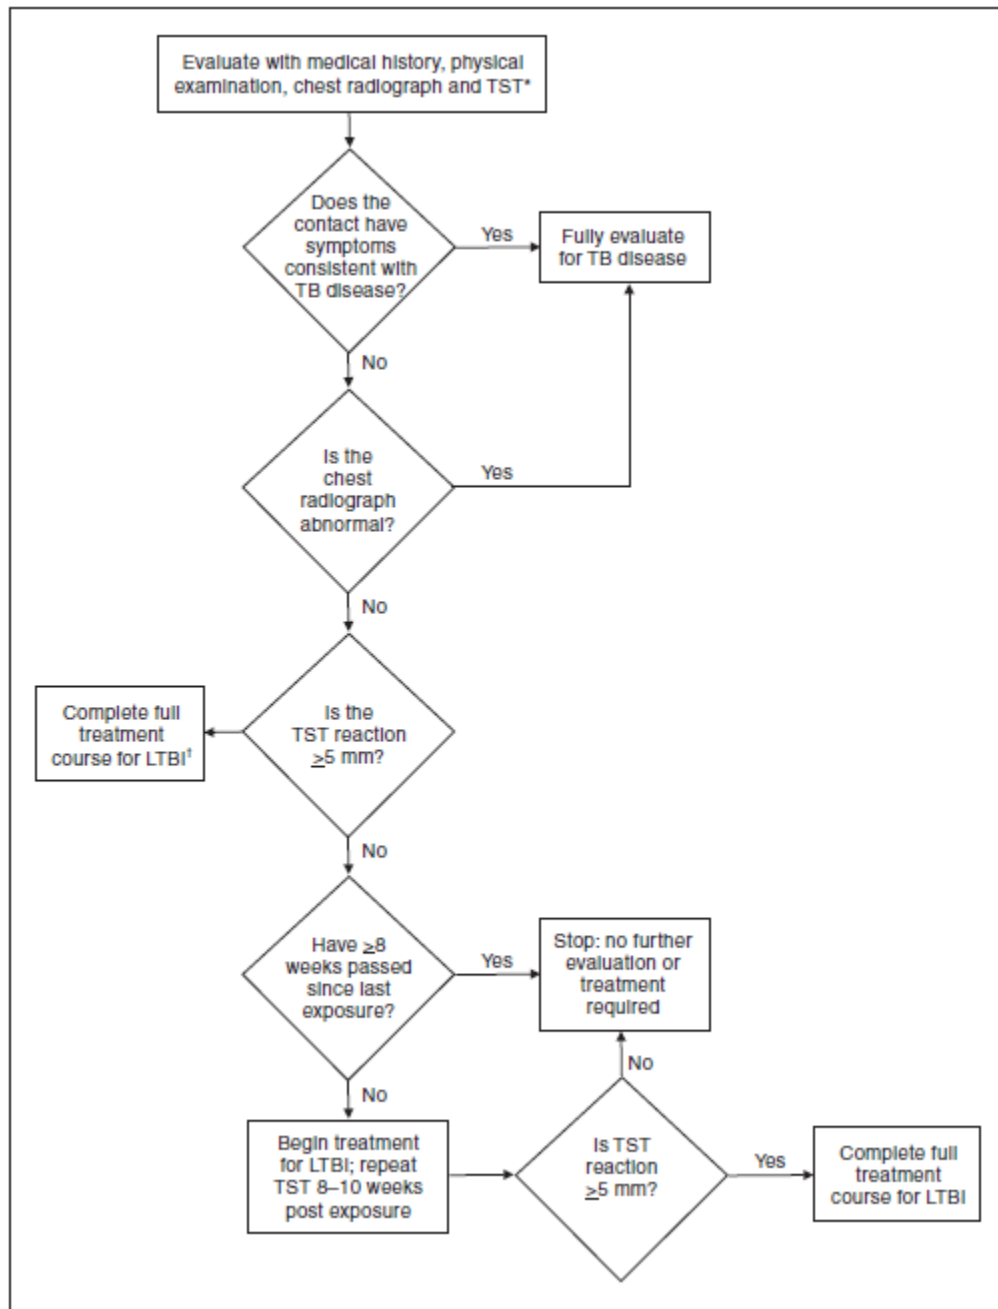 Evaluate with medical history, physical
examination, chest radiograph and TST*
Does the
contact have
symptoms
consistent with
TB disease?
Yes
Fully evaluate
for TB disease
No
Is the
chest
radiograph
abnormal?
Yes
No
Complete full
treatment
course for LTBI†
Is the
TST reaction
≥5 mm?
No
Have ≥8
weeks passed
since last
exposure?
Yes
Stop: no further
evaluation or
treatment
required
No
No
Begin treatment
for LTBI; repeat
TST 8–10 weeks
post exposure
Is TST
reaction
≥5 mm?
Yes
Complete full
treatment
course for LTBI